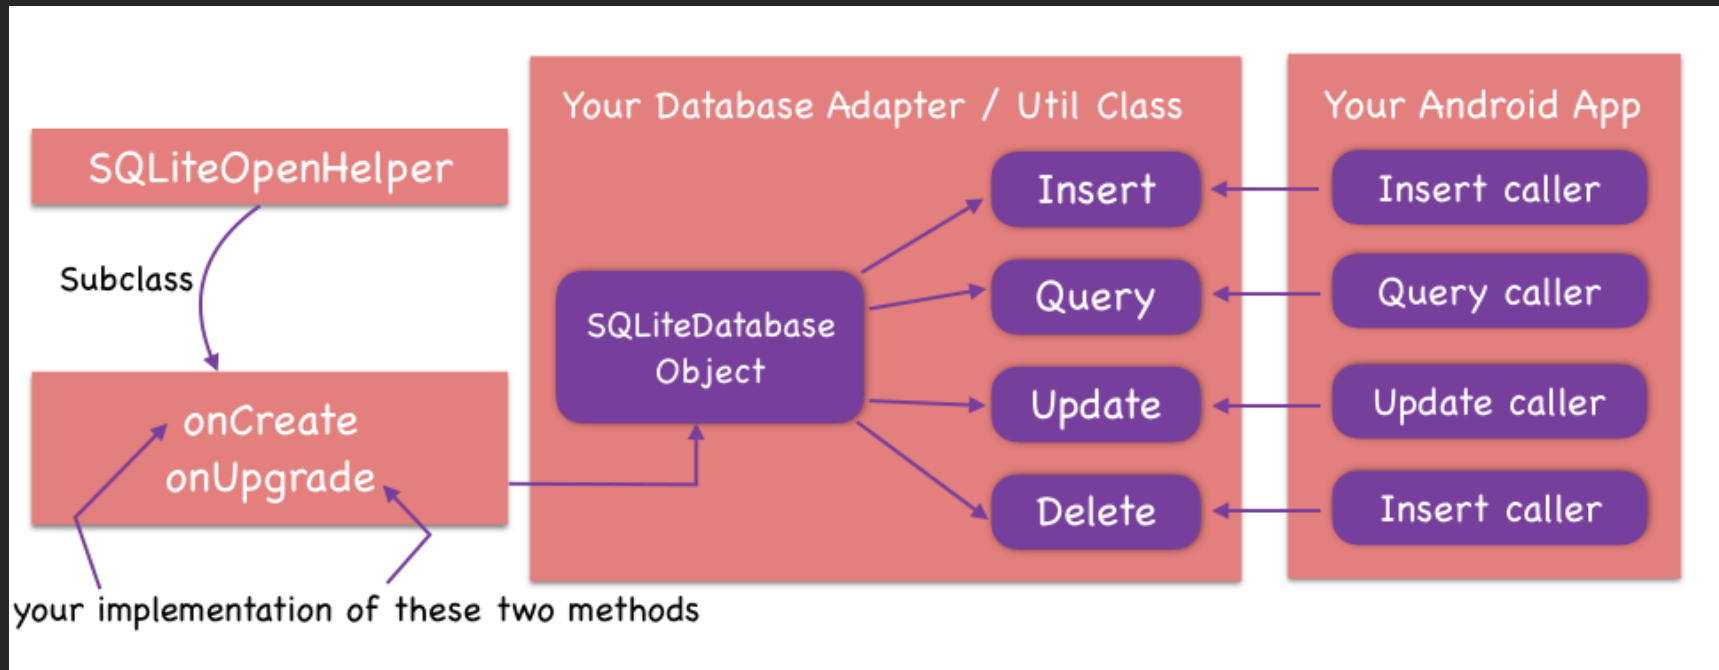 SQLiteOpenHelper
Subclass
onCreate
onUpgrade
your implementation of these two methods
Your Database Adapter / Util Class
SQLiteDatabase
Object
Insert
Query
Update
Delete
Your Android App
Insert caller
Query caller
Update caller
Insert caller